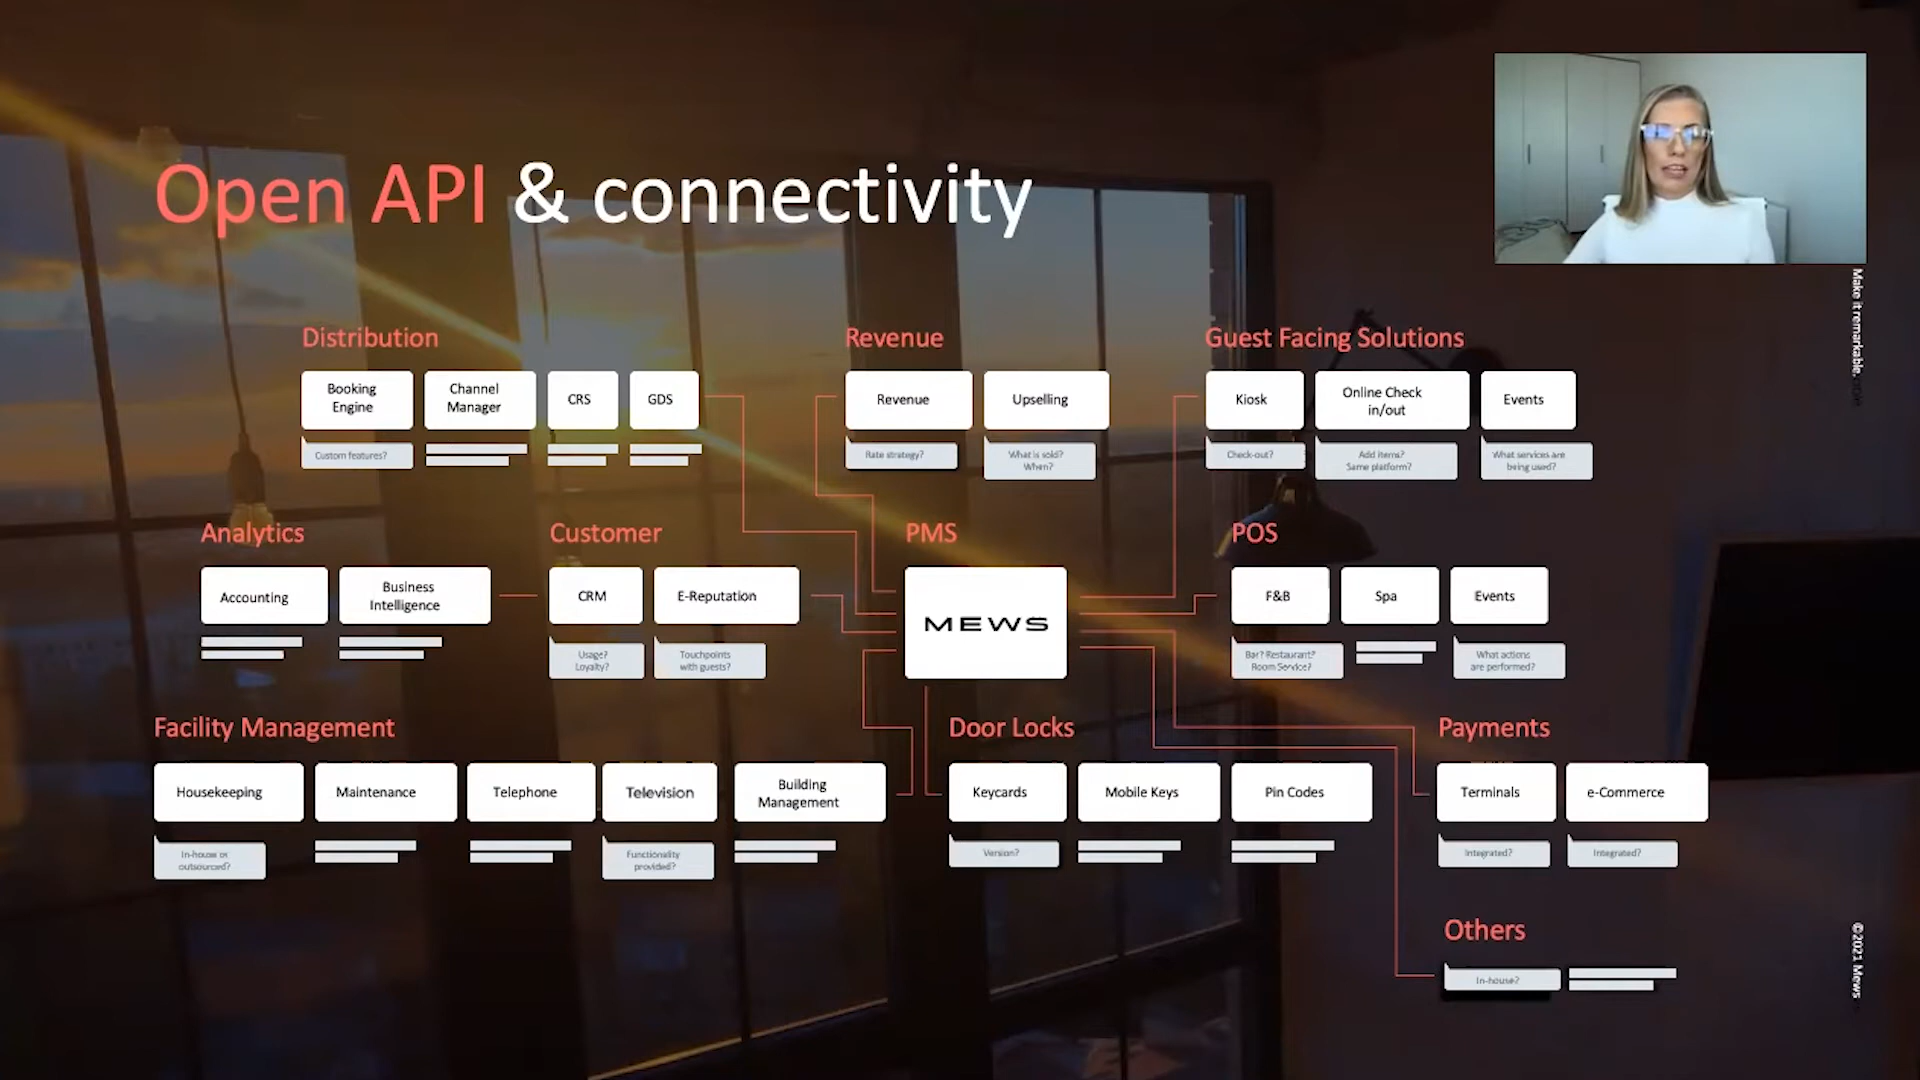 Open API & connectivity
Make it remarkable.
Distribution
Revenue
Guest Facing Solutions
Booking
Engine
Channel
Manager
CRS
GDS
Revenue
Upselling
Kiosk
Online Check
in/out
Events
Custom features?
Rate strategy?
What is sold?
When?
Check-out?
Add items?
Same platform?
What services are
being used?
Analytics
Customer
PMS
POS
Accounting
Business
Intelligence
CRM
E-Reputation
MEWS
F&B
Spa
Events
Usage?
Loyalty?
Touchpoints
with guests?
Bar? Restaurant?
Room Service?
What actions
are performed?
Facility Management
Door Locks
Payments
Housekeeping
Maintenance
Telephone
Television
Building
Management
Keycards
Mobile Keys
Pin Codes
Terminals
e-Commerce
In-house or
outsourced?
Functionality
provided?
Version?
Integrated?
Integrated?
Others
In-house?
©2021 Mews